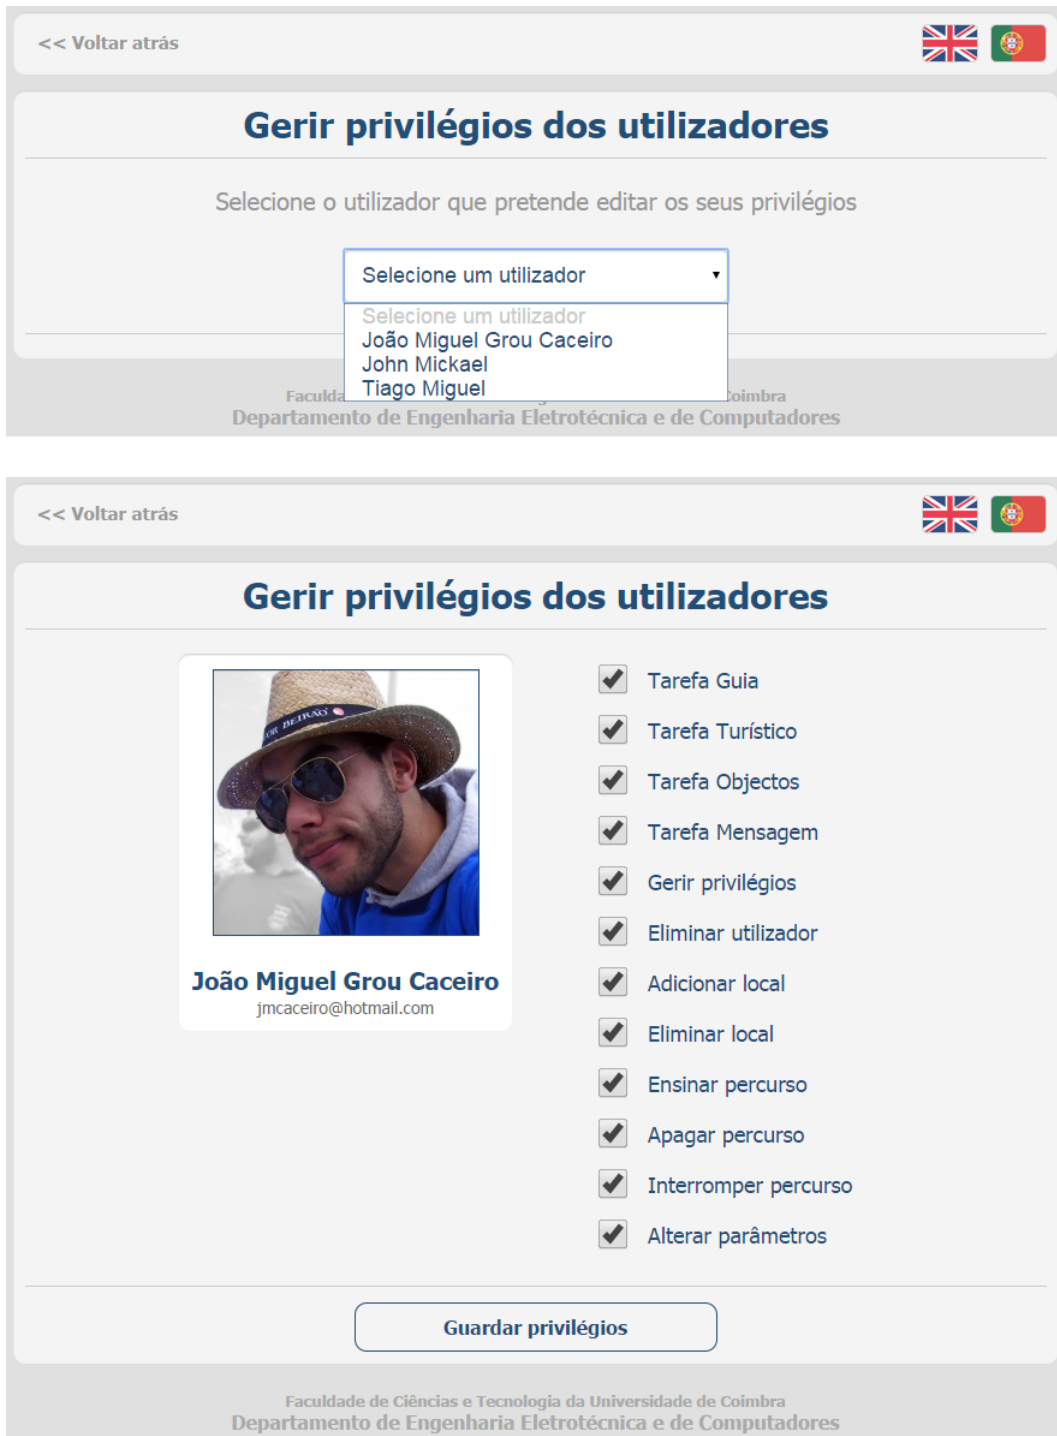 << Voltar atrás
Gerir privilégios dos utilizadores
Selecione o utilizador que pretende editar os seus privilégios
Selecione um utilizador
Selecione um utilizador
João Miguel Grou Caceiro
John Mickael
Tiago Miguel
Coimbra
Departamento de Engenharia Eletrotécnica e de Computadores
<< Voltar atrás
Gerir privilégios dos utilizadores
OR BEIRÃO
João Miguel Grou Caceiro
jmcaceiro@hotmail.com
Tarefa Guia
Tarefa Turístico
Tarefa Objectos
Tarefa Mensagem
Gerir privilégios
Eliminar utilizador
Adicionar local
Eliminar local
Ensinar percurso
Apagar percurso
Interromper percurso
Alterar parâmetros
Guardar privilégios
Faculdade de Ciências e Tecnologia da Universidade de Coimbra
Departamento de Engenharia Eletrotécnica e de Computadores